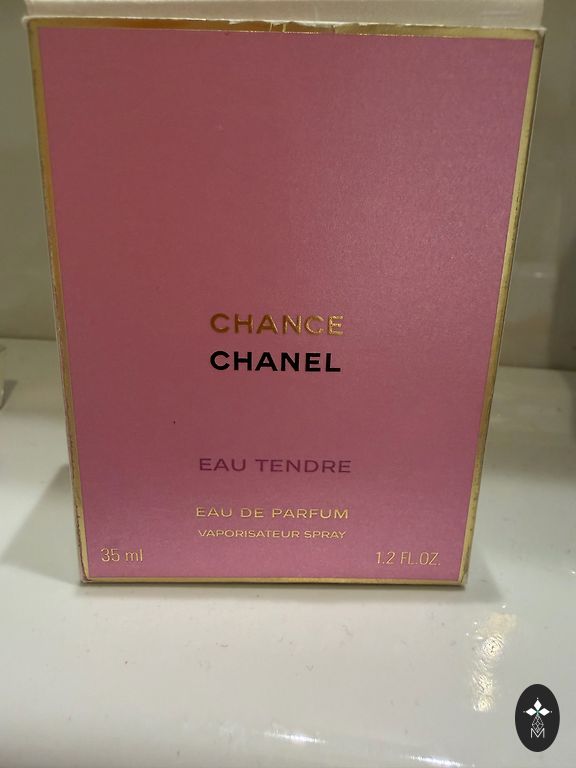 CHANCE
CHANEL
EAU TENDRE
EAU DE PARFUM
VAPORISATEUR SPRAY
35 ml 1.2 FL.OZ.
M